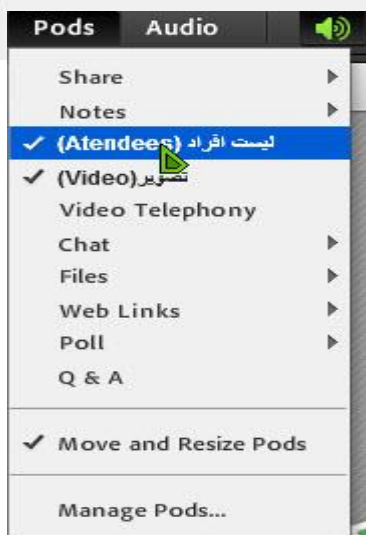 Pods Audio
Share
Notes
لیست افراد (Atendees)
تصویر(Video)
Video Telephony
Chat
Files
Web Links
Poll
Q & A
Move and Resize Pods
Manage Pods...